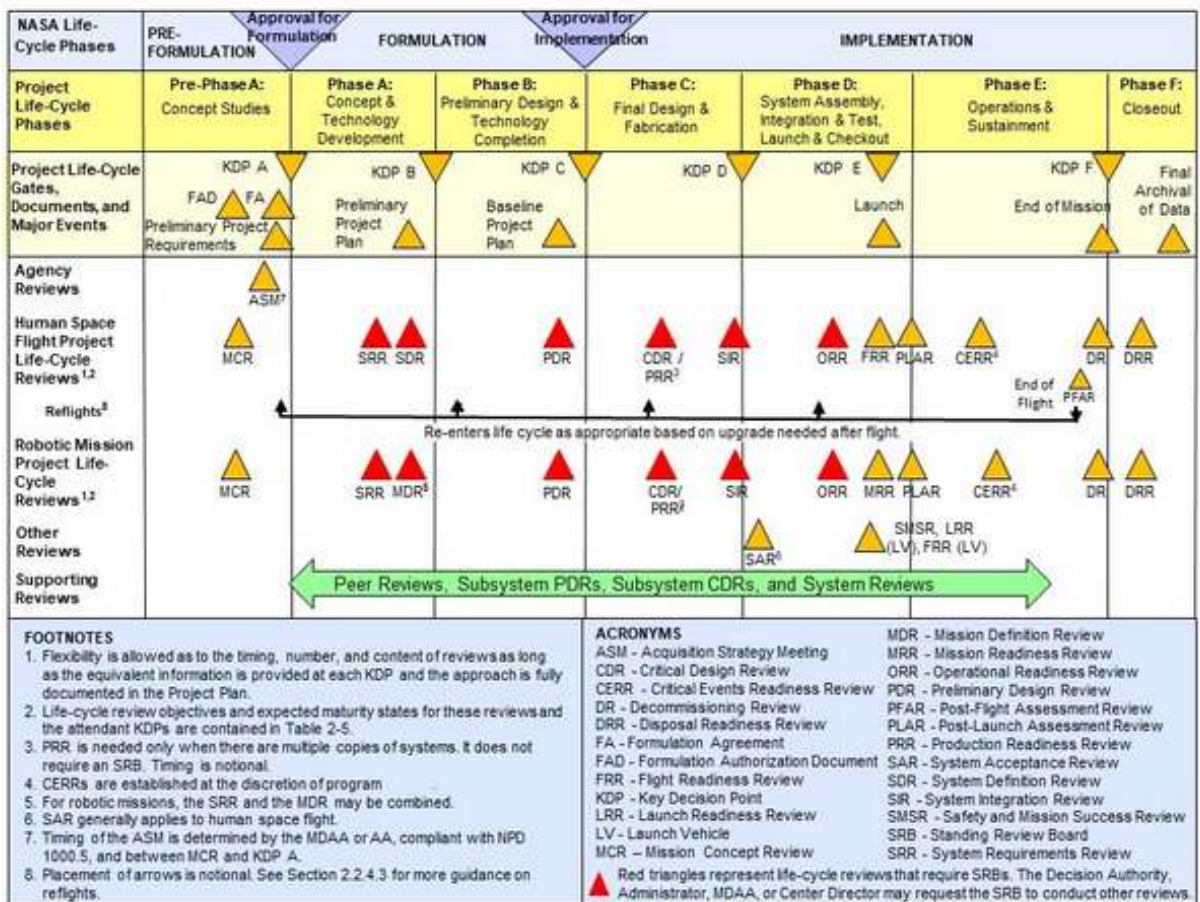 NASA Life-
Cycle Phases
PRE-
FORMULATION
Approval for
Formulation
FORMULATION
Approval for
Implementation
IMPLEMENTATION
Project
Life-Cycle
Phases
Pre-Phase A:
Concept Studies
Phase A:
Concept &
Technology
Development
Phase B:
Preliminary Design &
Technology
Completion
Phase C:
Final Design &
Fabrication
Phase D:
System Assembly,
Integration & Test,
Launch & Checkout
Phase E:
Operations &
Sustainment
Phase F:
Closeout
Project Life-Cycle
Gates,
Documents, and
Major Events
KDP A
FAD
FA
Preliminary Project
Requirements
KDP B
Preliminary
Project
Plan
KDP C
Baseline
Project
Plan
KDP D
KDP E
Launch
KDP F
End of Mission
Final
Archival
of Data
Agency
Reviews
ASM7
Human Space
Flight Project
Life-Cycle
Reviews 1,2
MCR
SRR
SDR
PDR
CDR /
PRR3
SIR
ORR
FRR
PLAR
CERR4
DR
DRR
Reflights8
End of
Flight
PFAR
Re-enters life cycle as appropriate based on upgrade needed after flight.
Robotic Mission
Project Life-
Cycle
Reviews 1,2
MCR
SRR
MDR5
PDR
CDR/
PRR3
SIR
ORR
MRR
PLAR
CERR4
DR
DRR
Other
Reviews
SAR6
SMSR, LRR
(LV), FRR (LV)
Supporting
Reviews
Peer Reviews, Subsystem PDRs, Subsystem CDRs, and System Reviews
FOOTNOTES
1. Flexibility is allowed as to the timing, number, and content of reviews as long
as the equivalent information is provided at each KDP and the approach is fully
documented in the Project Plan.
2. Life-cycle review objectives and expected maturity states for these reviews and
the attendant KDPs are contained in Table 2-5.
3. PRR is needed only when there are multiple copies of systems. It does not
require an SRB. Timing is notional.
4. CERRs are established at the discretion of program
5. For robotic missions, the SRR and the MDR may be combined.
6. SAR generally applies to human space flight.
7. Timing of the ASM is determined by the MDAA or AA, compliant with NPD
1000.5, and between MCR and KDP A.
8. Placement of arrows is notional. See Section 2.2.4.3 for more guidance on
reflights.
ACRONYMS
ASM - Acquisition Strategy Meeting
CDR - Critical Design Review
CERR - Critical Events Readiness Review
DR - Decommissioning Review
DRR - Disposal Readiness Review
FA - Formulation Agreement
FAD - Formulation Authorization Document
FRR - Flight Readiness Review
KDP - Key Decision Point
LRR - Launch Readiness Review
LV - Launch Vehicle
MCR – Mission Concept Review
MDR - Mission Definition Review
MRR - Mission Readiness Review
ORR - Operational Readiness Review
PDR - Preliminary Design Review
PFAR - Post-Flight Assessment Review
PLAR - Post-Launch Assessment Review
PRR - Production Readiness Review
SAR - System Acceptance Review
SDR - System Definition Review
SIR - System Integration Review
SMSR - Safety and Mission Success Review
SRB - Standing Review Board
SRR - System Requirements Review
Red triangles represent life-cycle reviews that require SRBs. The Decision Authority,
Administrator, MDAA, or Center Director may request the SRB to conduct other reviews.